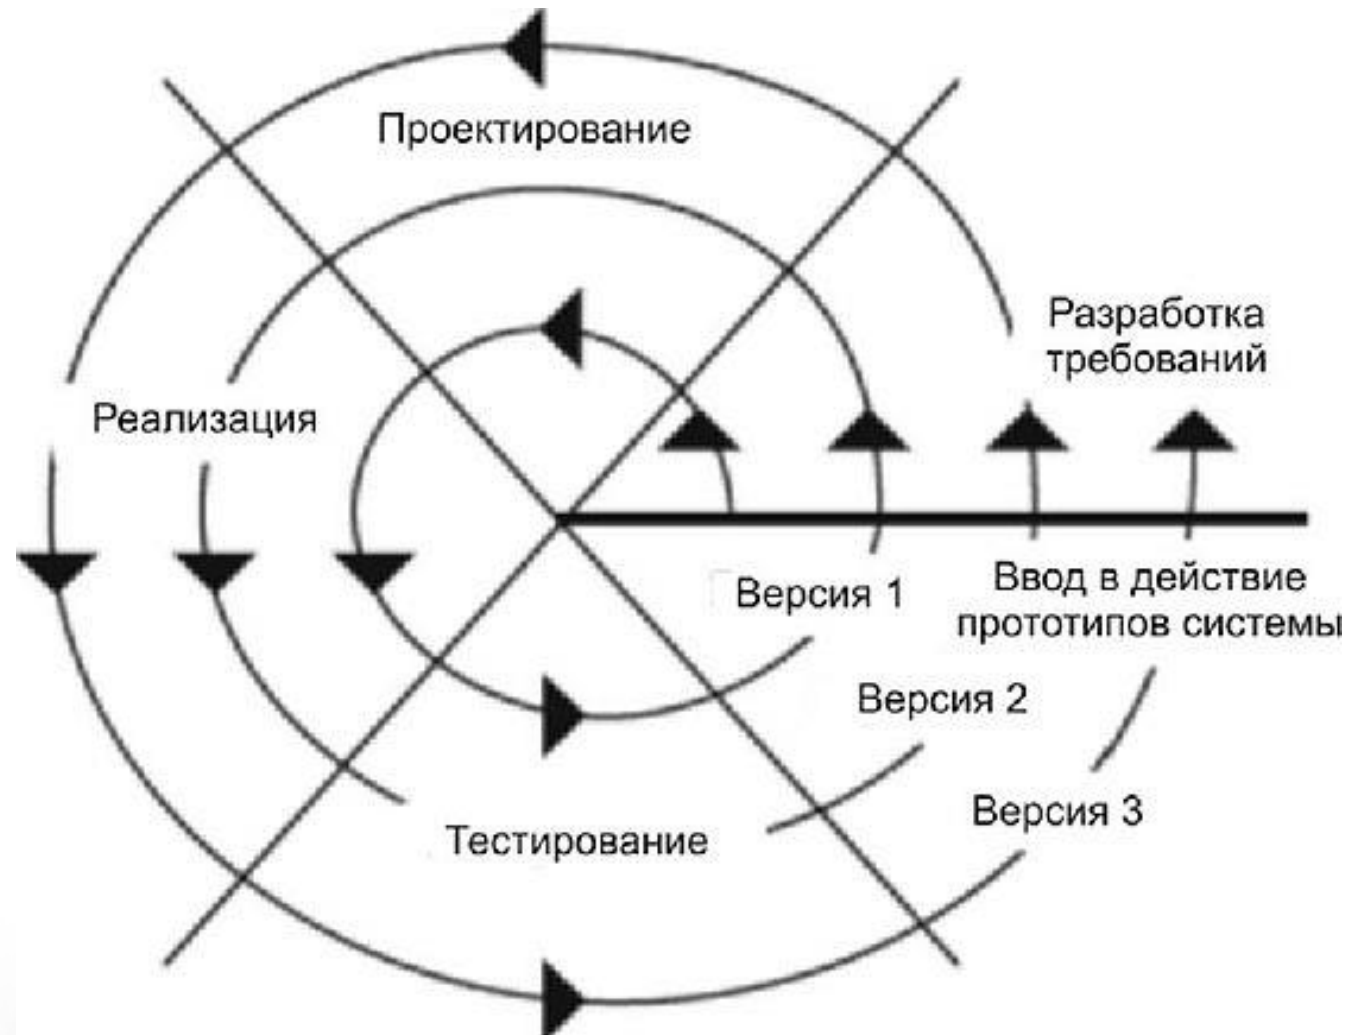 Проектирование
Разработка
требований
Реализация
Версия 1
Ввод в действие
прототипов системы
Версия 2
Версия 3
Тестирование